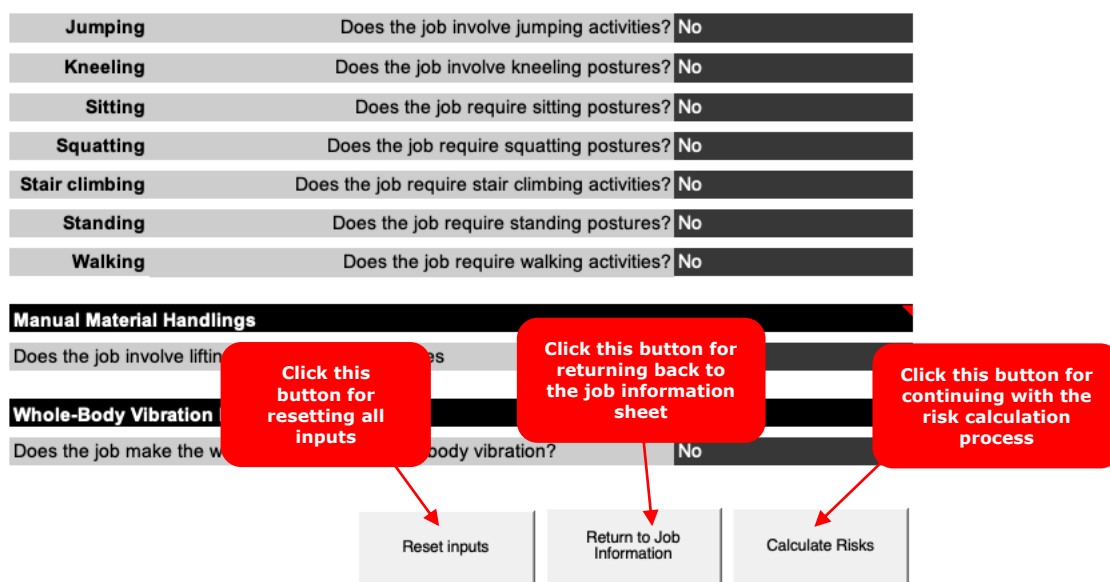 Jumping Does the job involve jumping activities? No
Kneeling Does the job involve kneeling postures? No
Sitting Does the job require sitting postures? No
Squatting Does the job require squatting postures? No
Stair climbing Does the job require stair climbing activities? No
Standing Does the job require standing postures? No
Walking Does the job require walking activities? No
Manual Material Handlings
Does the job involve
Click this
button for
resetting all
inputs
Click this button for
returning back to
the job information
sheet
Click this button for
continuing with the
risk calculation
process
Whole-Body Vibration
Does the job make the body vibration? No
Reset inputs
Return to Job
Information
Calculate Risks